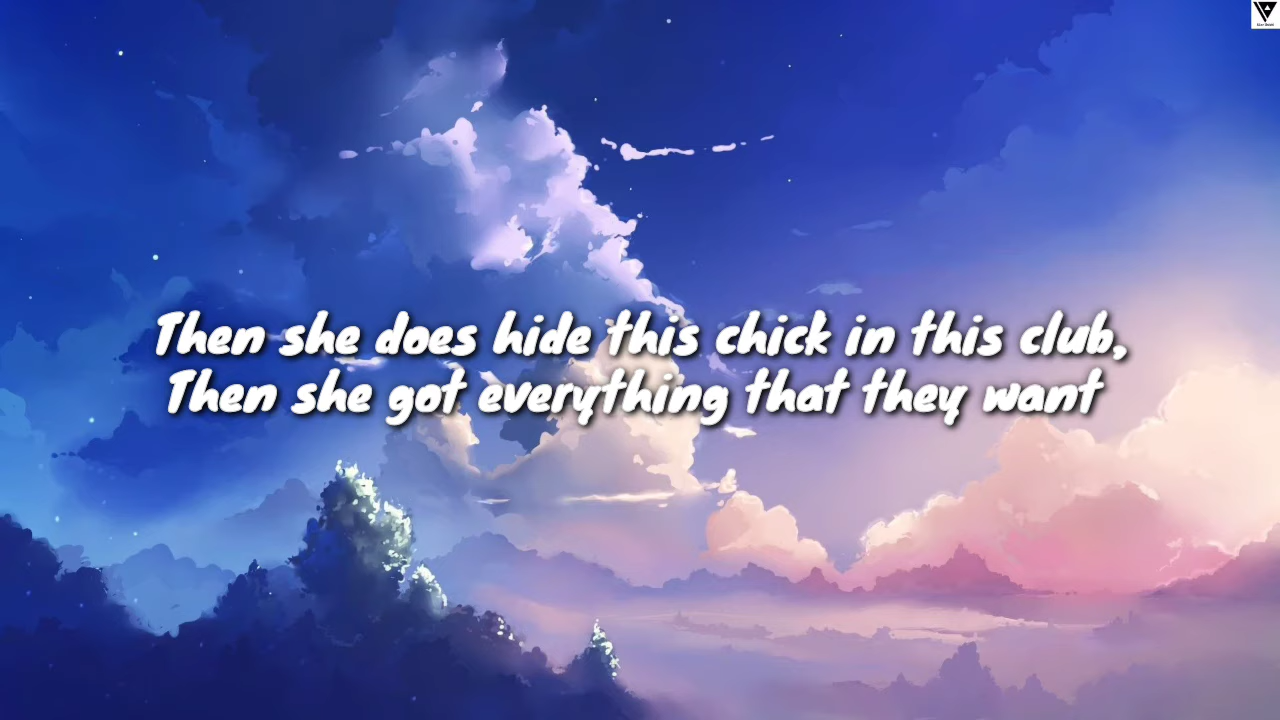 Then she does hide this chick in this club,
Then she got everything that they want